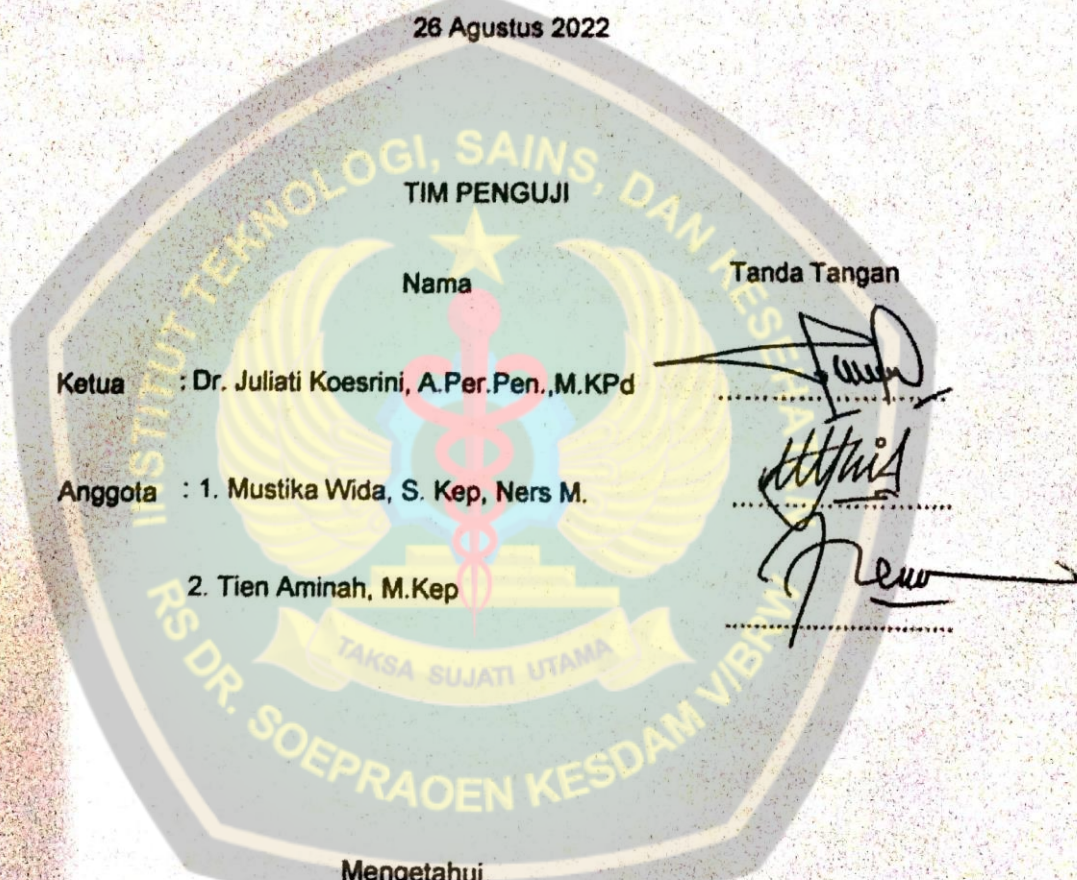 26 Agustus 2022
INSTITUT TEKNOLOGI, SAINS, DAN KESEHATAN
TIM PENGUJI
Nama Tanda Tangan
Ketua : Dr. Juliati Koesrini, A.Per.Pen.,M.KPd
Anggota : 1. Mustika Wida, S. Kep, Ners M.
2. Tien Aminah, M.Kep
TAKSA SUJATI UTAMA
RS DR. SOEPRAOEN KESDAM V/BRW
Mengetahui